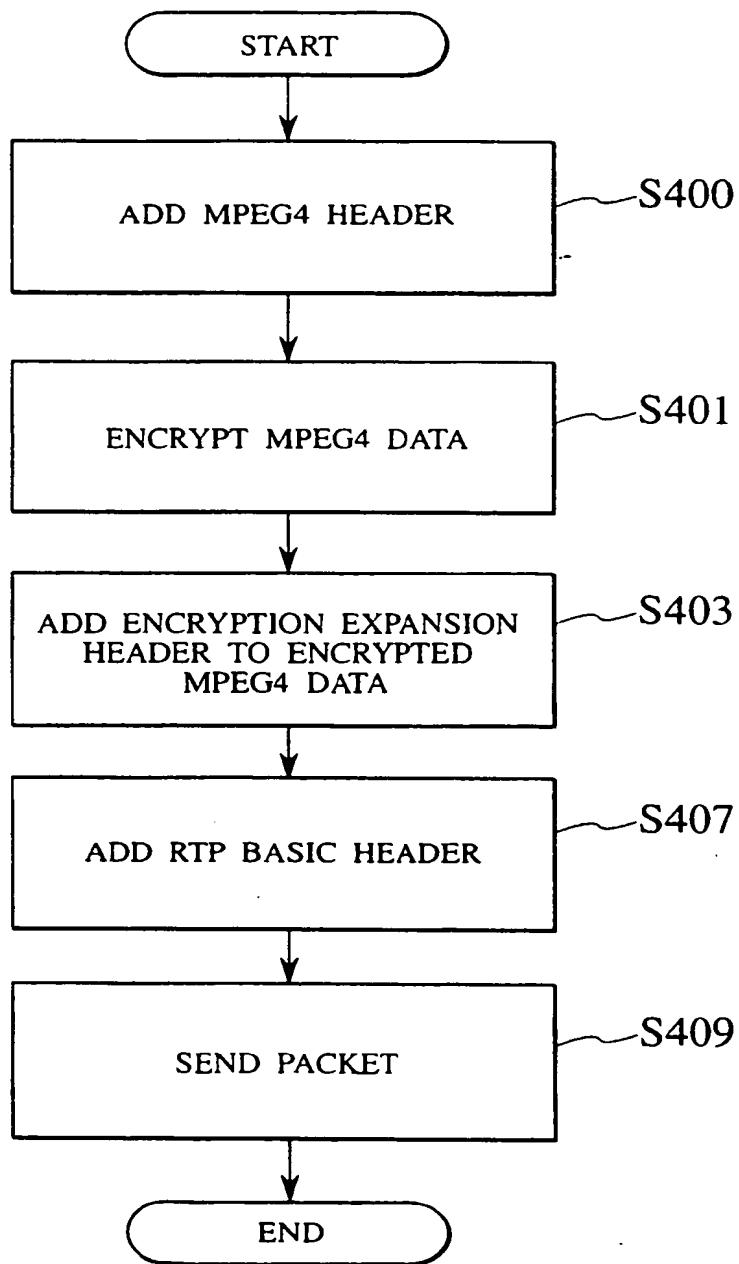 START
ADD MPEG4 HEADER
S400
ENCRYPT MPEG4 DATA
S401
ADD ENCRYPTION EXPANSION
HEADER TO ENCRYPTED
MPEG4 DATA
S403
ADD RTP BASIC HEADER
S407
SEND PACKET
S409
END